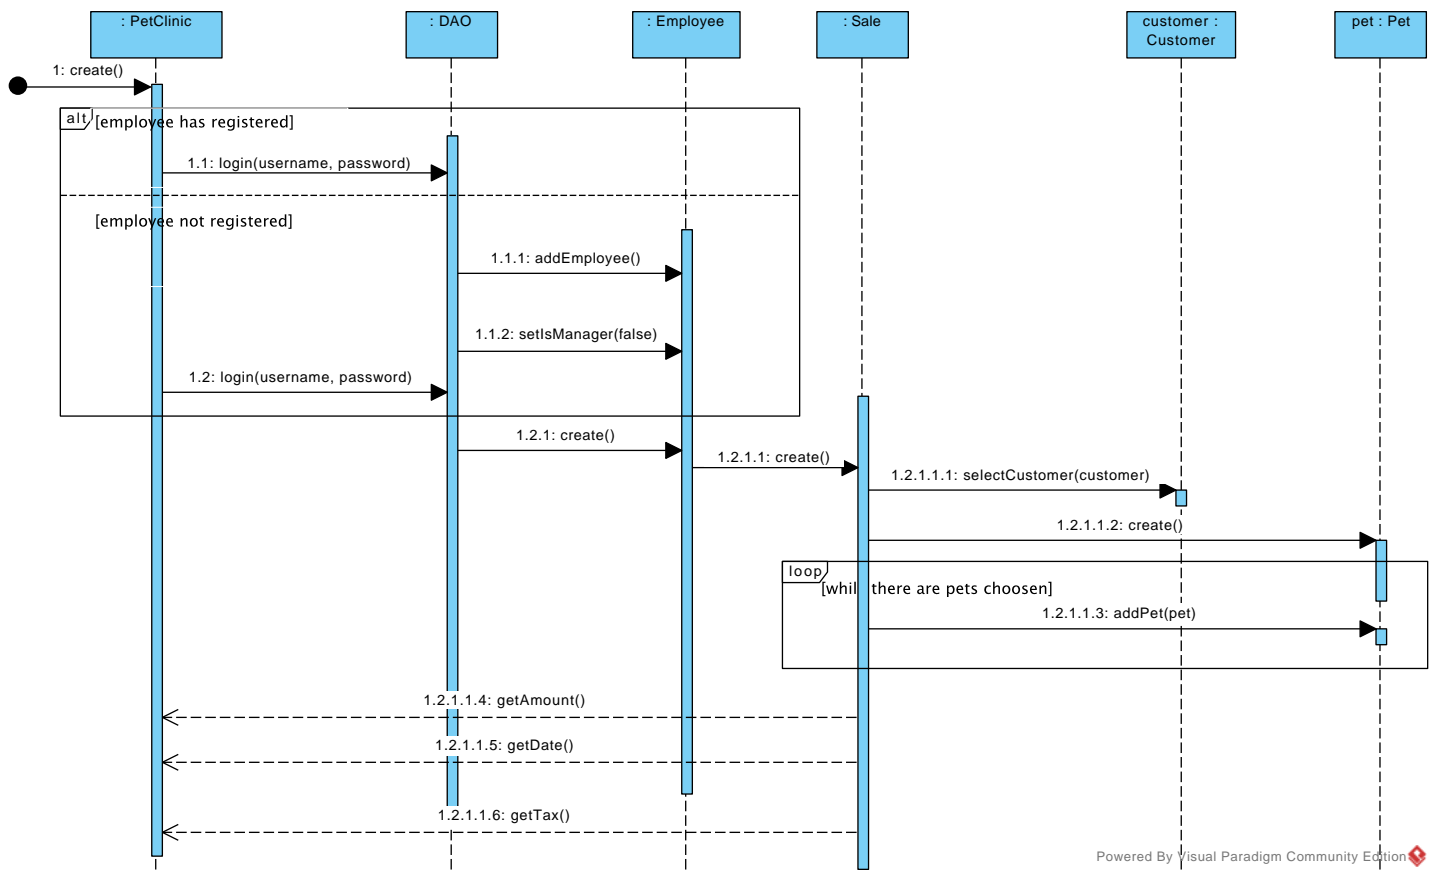 : PetClinic
: DAO
: Employee
: Sale
customer :
Customer
pet : Pet
1: create()
alt
[employee has registered]
1.1: login(username, password)
[employee not registered]
1.1.1: addEmployee()
1.1.2: setIsManager(false)
1.2: login(username, password)
1.2.1: create()
1.2.1.1: create()
1.2.1.1.1: selectCustomer(customer)
1.2.1.1.2: create()
loop
[while there are pets choosen]
1.2.1.1.3: addPet(pet)
1.2.1.1.4: getAmount()
1.2.1.1.5: getDate()
1.2.1.1.6: getTax()
Powered By Visual Paradigm Community Edition